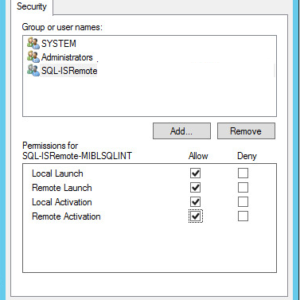 Security
Group or user names:
SYSTEM
Administrators
SQL-ISRemote
Add...
Remove
Permissions for
SQL-ISRemote-MIBLSQLINT
Allow
Deny
Local Launch
Remote Launch
Local Activation
Remote Activation